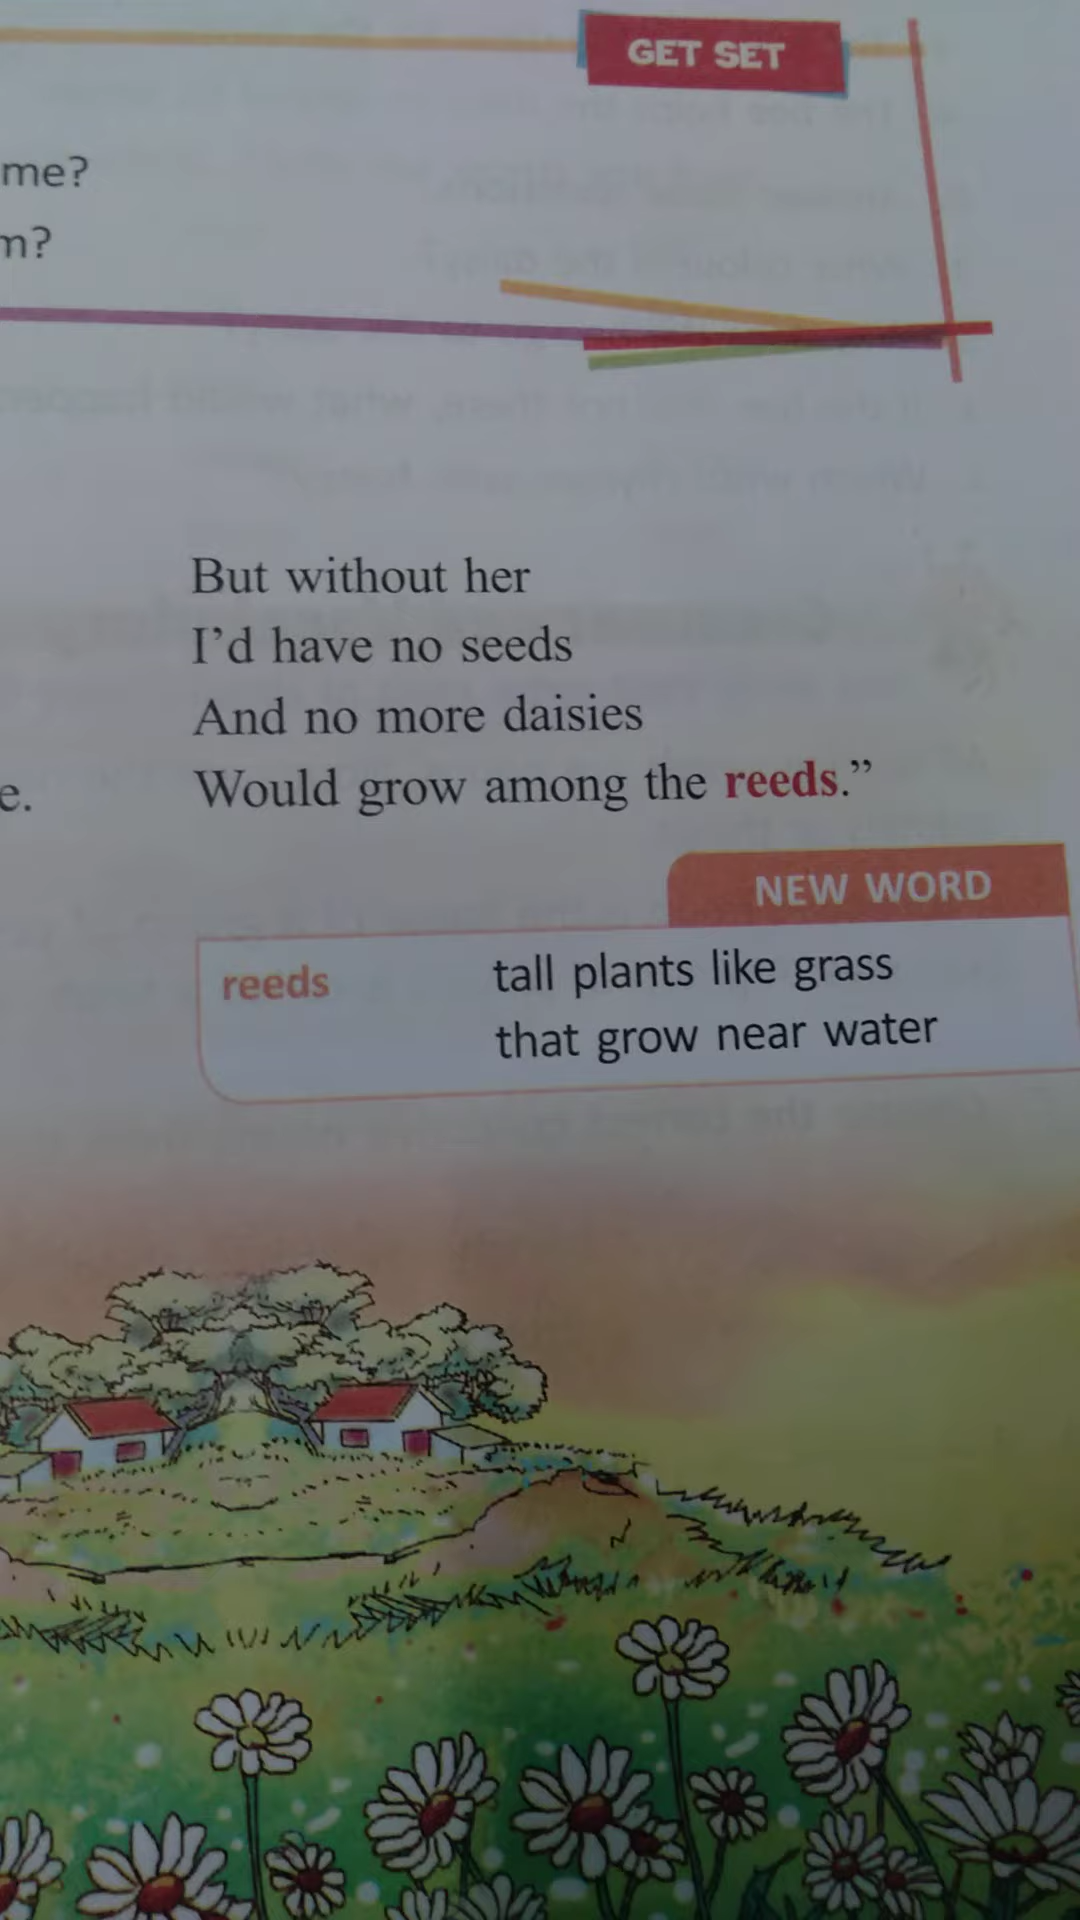 GET SET
me?
m?
But without her
I'd have no seeds
And no more daisies
e.
Would grow among the reeds.”
NEW WORD
reeds
tall plants like grass
that grow near water